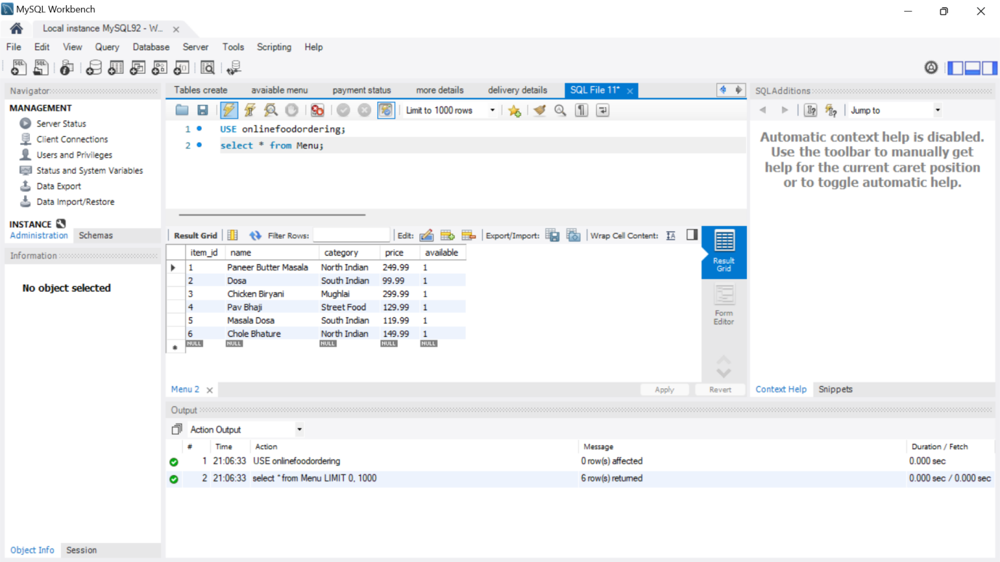 MySQL Workbench
Local instance MySQL92 - W...
File Edit View Query Database Server Tools Scripting Help
Navigator
MANAGEMENT
Server Status
Client Connections
Users and Privileges
Status and System Variables
Data Export
Data Import/Restore
INSTANCE
Administration Schemas
Information
No object selected
Object Info Session
Tables create avaiable menu payment status more details delivery details SQL File 11*
Limit to 1000 rows
1 USE onlinefoodordering;
2 select * from Menu;
Result Grid Filter Rows: Edit: Export/Import: Wrap Cell Content:
item_id name category price available
1 Paneer Butter Masala North Indian 249.99 1
2 Dosa South Indian 99.99 1
3 Chicken Biryani Mughlai 299.99 1
4 Pav Bhaji Street Food 129.99 1
5 Masala Dosa South Indian 119.99 1
6 Chole Bhature North Indian 149.99 1
NULL NULL NULL NULL NULL
Result
Grid
Form
Editor
Menu 2 Apply Revert
SQLAdditions
Jump to
Automatic context help is disabled.
Use the toolbar to manually get
help for the current caret position
or to toggle automatic help.
Context Help Snippets
Output
Action Output
# Time Action Message Duration / Fetch
1 21:06:33 USE onlinefoodordering 0 row(s) affected 0.000 sec
2 21:06:33 select * from Menu LIMIT 0, 1000 6 row(s) returned 0.000 sec / 0.000 sec